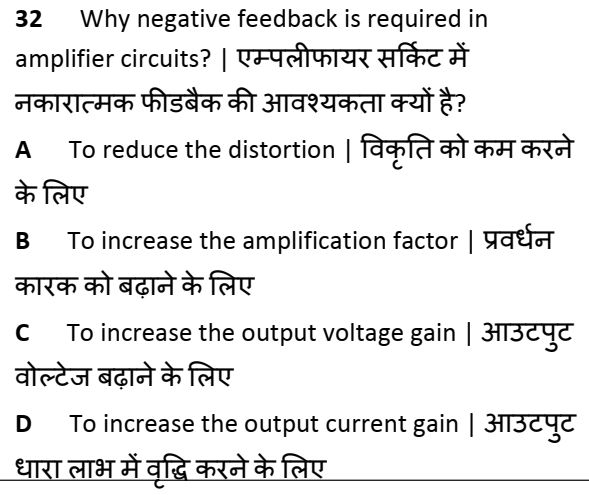 32 Why negative feedback is required in
amplifier circuits? | एम्पलीफायर सर्किट में
नकारात्मक फीडबैक की आवश्यकता क्यों है?
A To reduce the distortion | विकृति को कम करने
के लिए
B To increase the amplification factor | प्रवर्धन
कारक को बढ़ाने के लिए
C To increase the output voltage gain | आउटपुट
वोल्टेज बढ़ाने के लिए
D To increase the output current gain | आउटपुट
धारा लाभ में वृद्धि करने के लिए